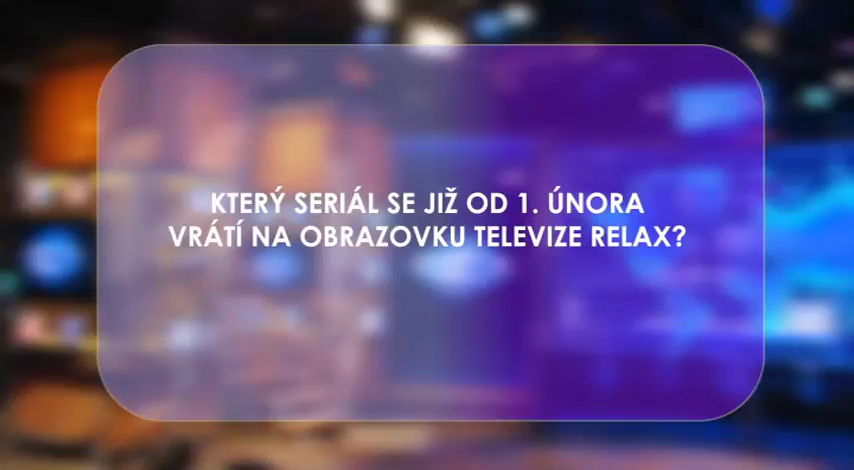 KTERÝ SERIÁL SE JIŽ OD 1. ÚNORA
VRÁTÍ NA OBRAZOVKU TELEVIZE RELAX?